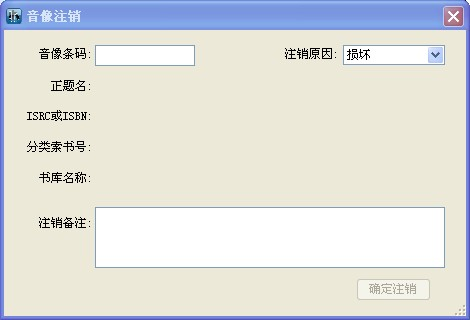 音像注销
音像条码: 注销原因: 损坏
正题名:
ISRC或ISBN:
分类索书号:
书库名称:
注销备注:
确定注销